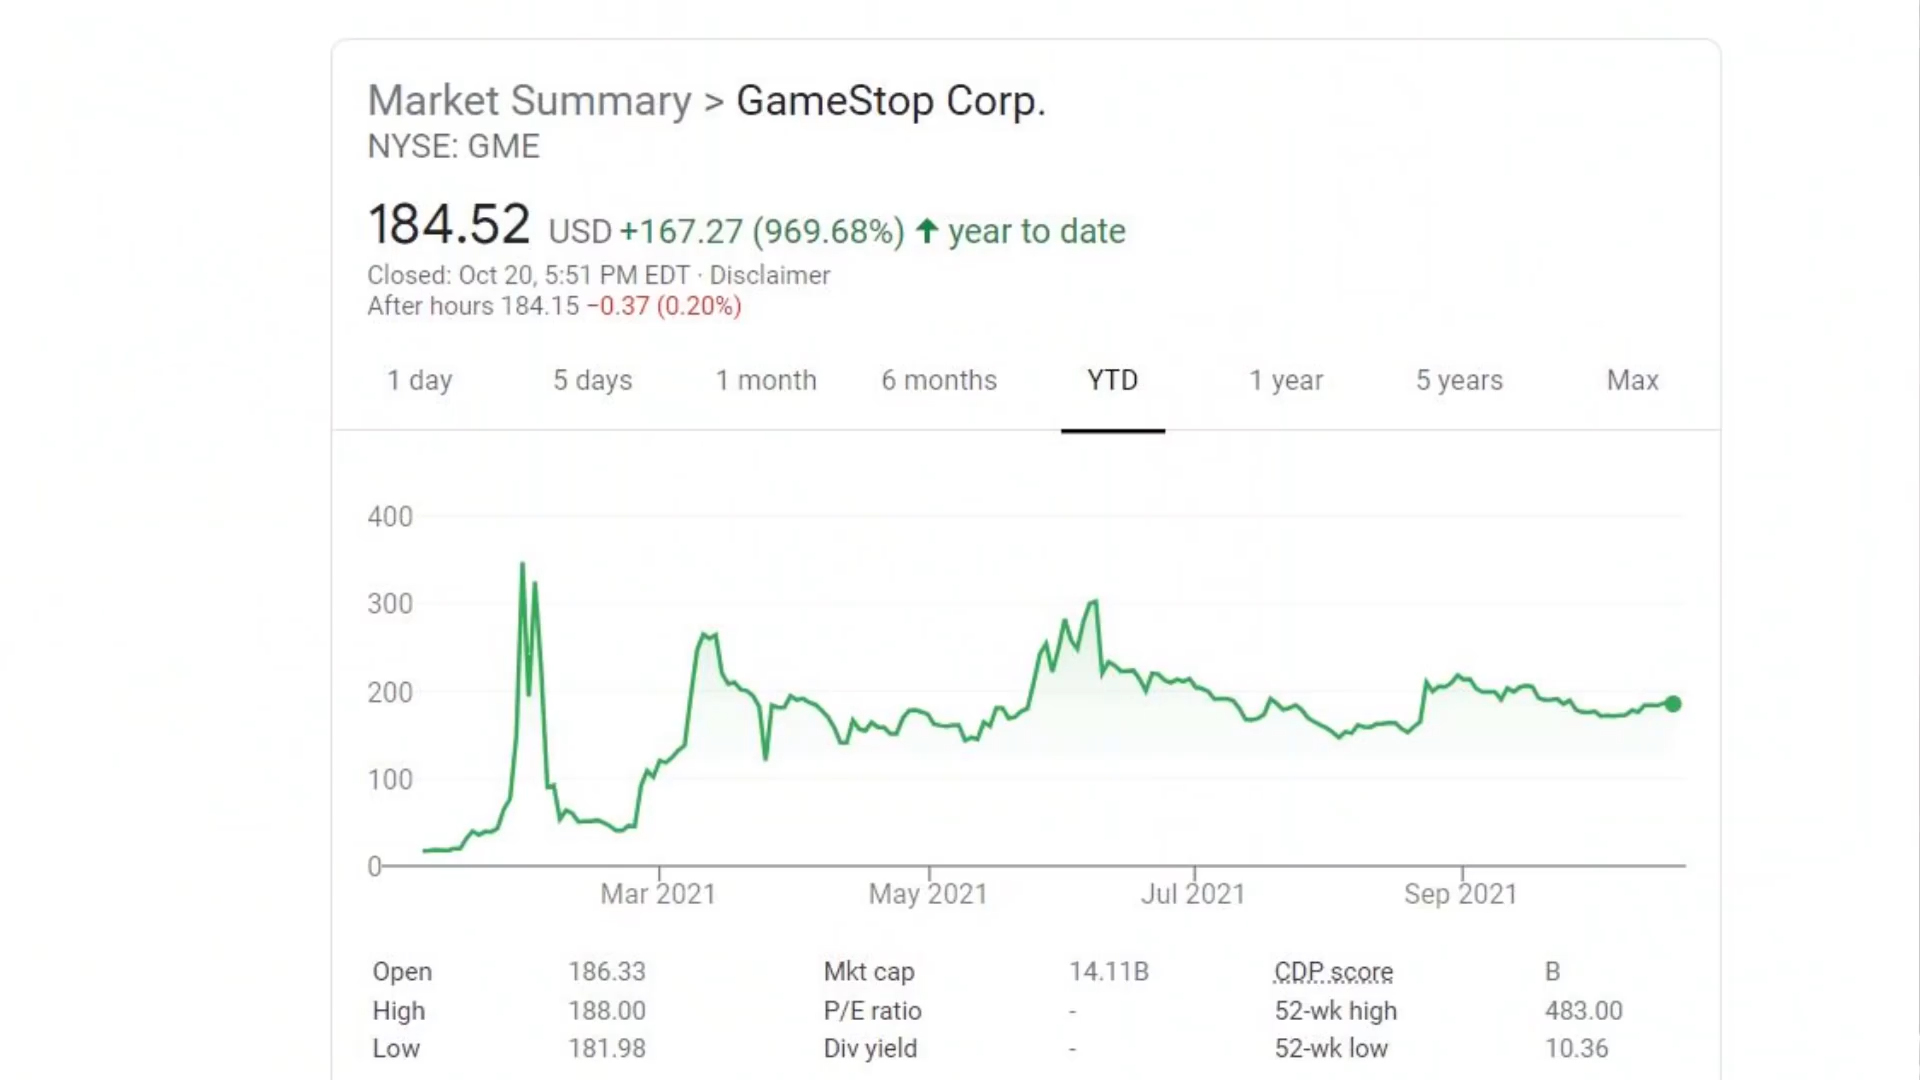 Market Summary > GameStop Corp.
NYSE: GME
184.52 USD +167.27 (969.68%) ↑ year to date
Closed: Oct 20, 5:51 PM EDT · Disclaimer
After hours 184.15 −0.37 (0.20%)
1 day 5 days 1 month 6 months YTD 1 year 5 years Max
400
300
200
100
0
Mar 2021 May 2021 Jul 2021 Sep 2021
Open 186.33 Mkt cap 14.11B CDP score B
High 188.00 P/E ratio - 52-wk high 483.00
Low 181.98 Div yield - 52-wk low 10.36